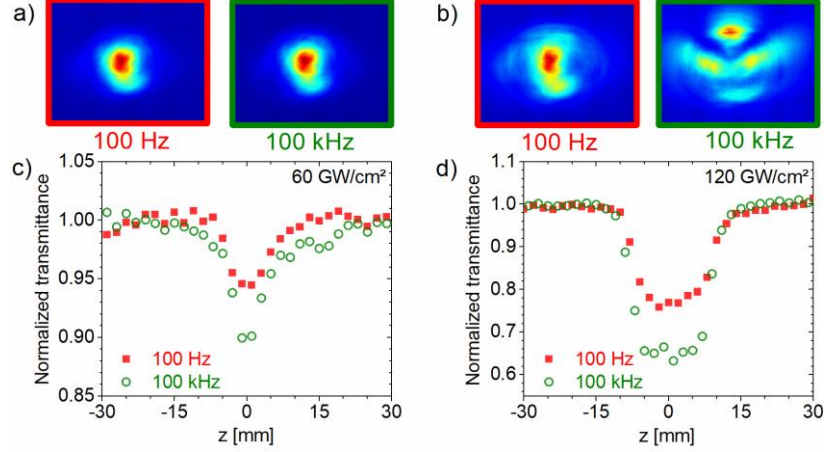 a)
100 Hz
100 kHz
b)
100 Hz
100 kHz
c)
60 GW/cm²
1.05
1.00
0.95
0.90
0.85
Normalized transmittance
100 Hz
100 kHz
-30 -15 0 15 30
z [mm]
d)
120 GW/cm²
1.1
1.0
0.9
0.8
0.7
0.6
Normalized transmittance
100 Hz
100 kHz
-30 -15 0 15 30
z [mm]